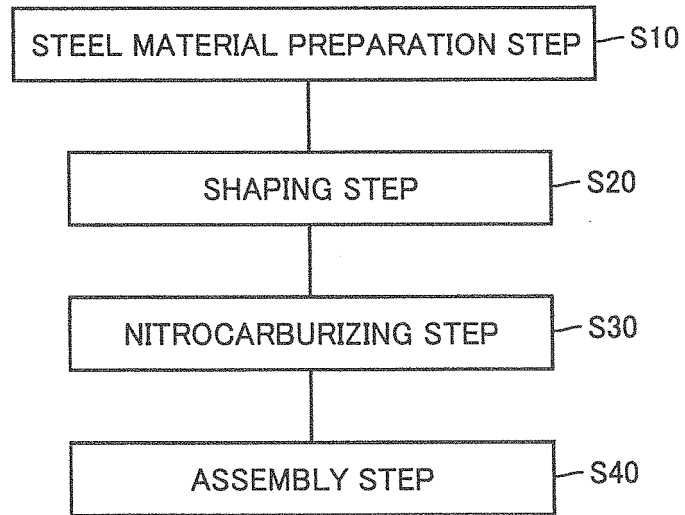 STEEL MATERIAL PREPARATION STEP S10
SHAPING STEP S20
NITROCARBURIZING STEP S30
ASSEMBLY STEP S40